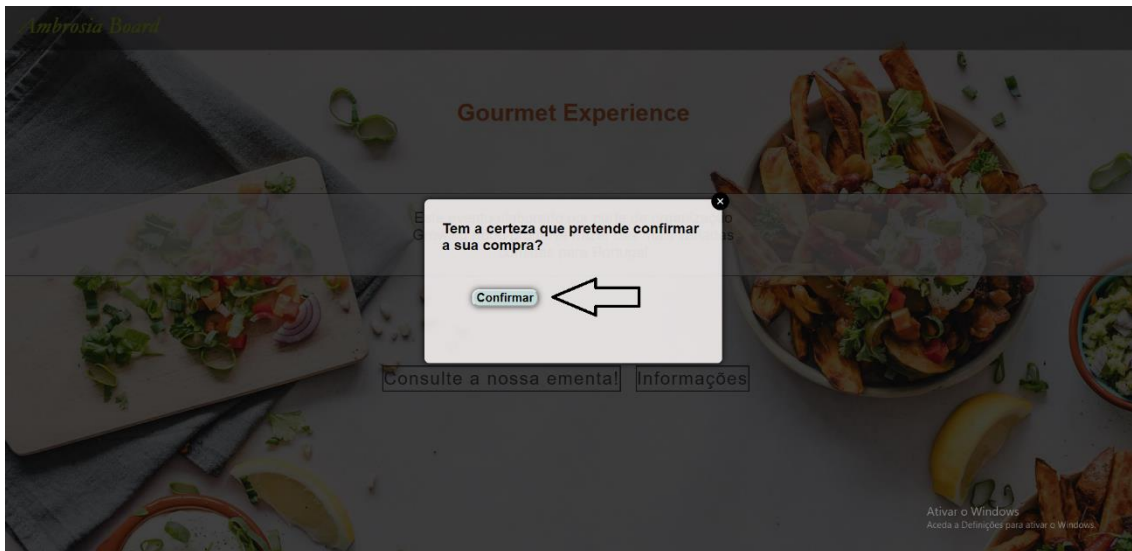 Ambrosia Board
Gourmet Experience
×
Tem a certeza que pretende confirmar
a sua compra?
Confirmar
Consulte a nossa ementa!
Informações
Ativar o Windows
Aceda a Definições para ativar o Windows.